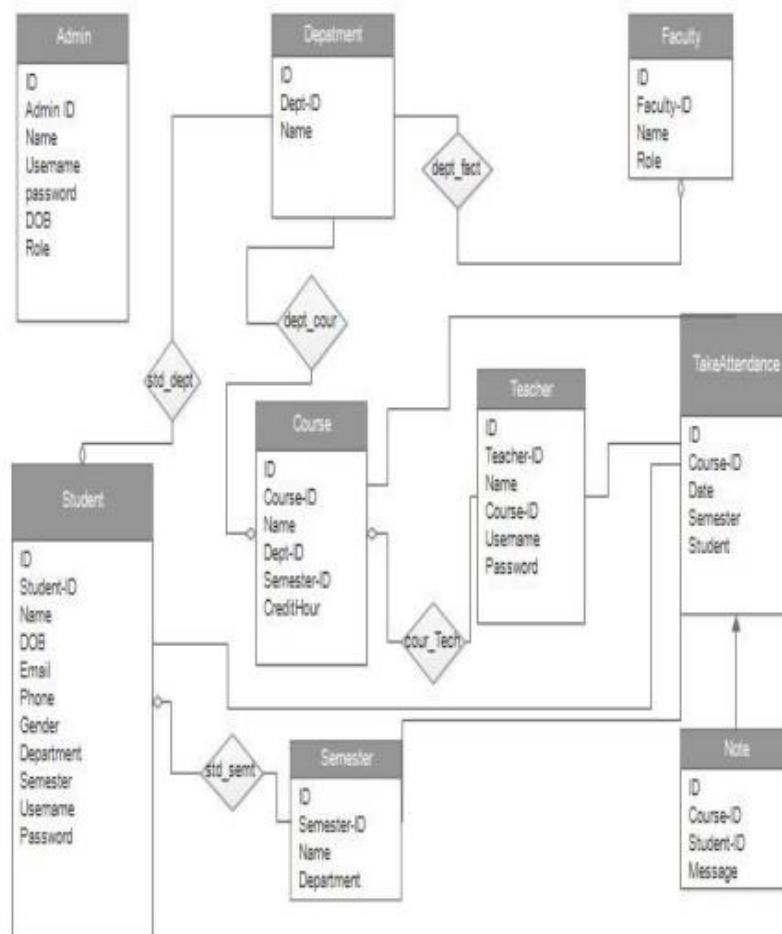 Admin
ID
Admin ID
Name
Username
password
DOB
Role
Depatment
ID
Dept-ID
Name
Faculty
ID
Faculty-ID
Name
Role
dept_fact
dept_cour
std_dept
Course
ID
Course-ID
Name
Dept-ID
Semester-ID
CreditHour
Teacher
ID
Teacher-ID
Name
Course-ID
Username
Password
TakeAttendance
ID
Course-ID
Date
Semester
Student
Student
ID
Student-ID
Name
DOB
Email
Phone
Gender
Department
Semester
Username
Password
cour_Tech
std_semt
Semester
ID
Semester-ID
Name
Department
Note
ID
Course-ID
Student-ID
Message